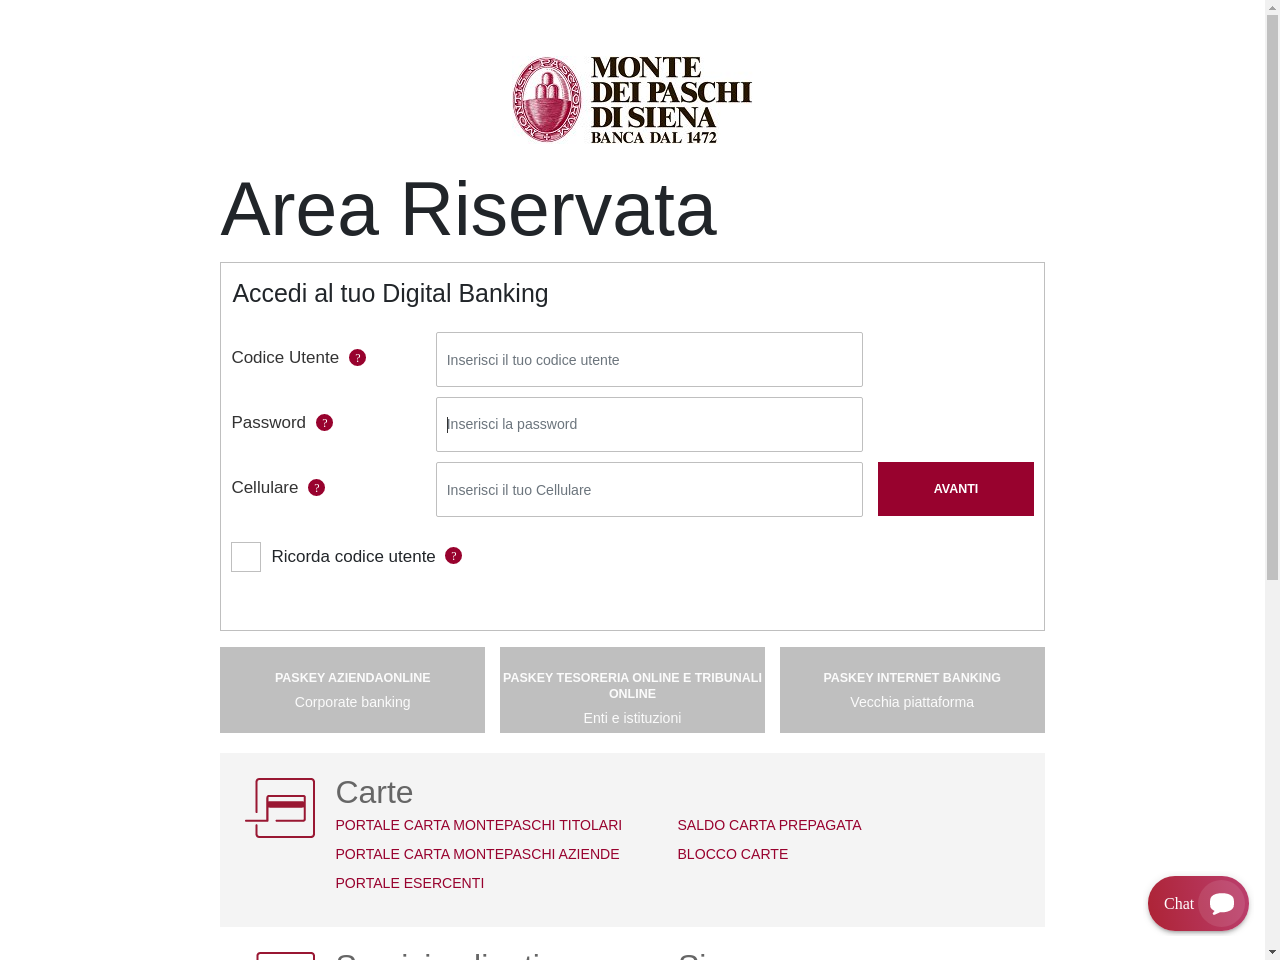 MONTIS PASCUORUM
MONTE
DEI PASCHI
DI SIENA
BANCA DAL 1472
Area Riservata
Accedi al tuo Digital Banking
Codice Utente ?
Inserisci il tuo codice utente
Password ?
Inserisci la password
Cellulare ?
Inserisci il tuo Cellulare
AVANTI
Ricorda codice utente ?
PASKEY AZIENDAONLINE
Corporate banking
PASKEY TESORERIA ONLINE E TRIBUNALI
ONLINE
Enti e istituzioni
PASKEY INTERNET BANKING
Vecchia piattaforma
Carte
PORTALE CARTA MONTEPASCHI TITOLARI
SALDO CARTA PREPAGATA
PORTALE CARTA MONTEPASCHI AZIENDE
BLOCCO CARTE
PORTALE ESERCENTI
Chat